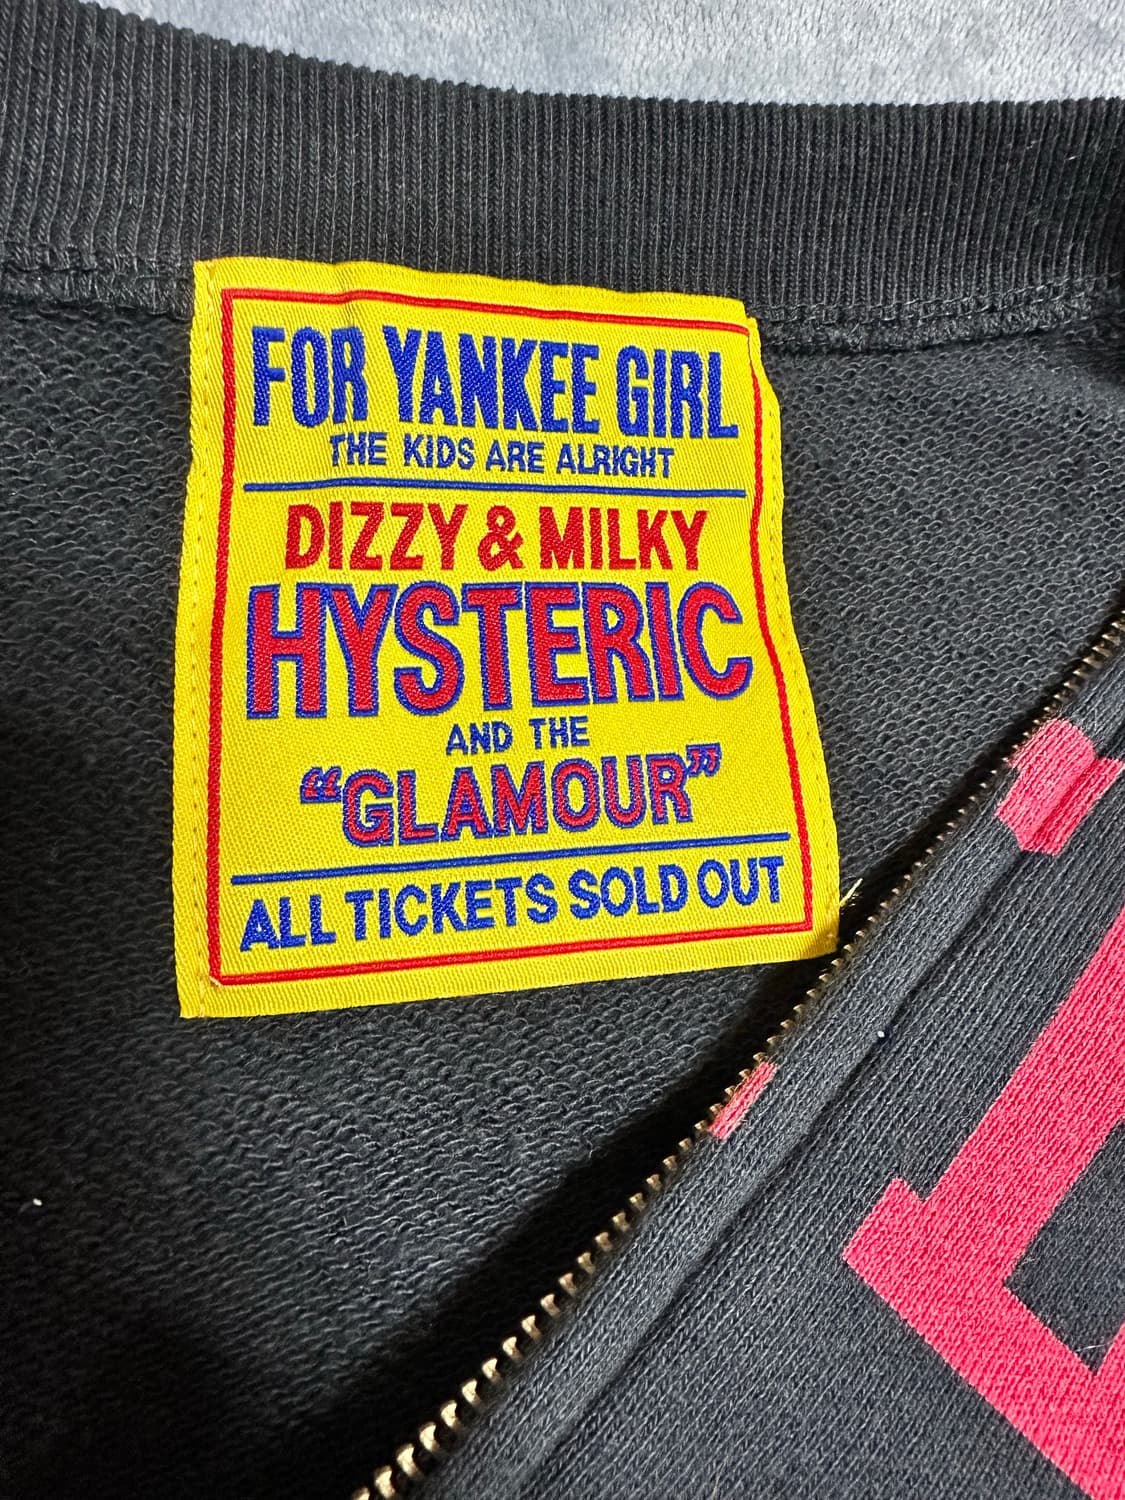 FOR YANKEE GIRL
THE KIDS ARE ALRIGHT
DIZZY & MILKY
HYSTERIC
AND THE
“GLAMOUR”
ALL TICKETS SOLD OUT